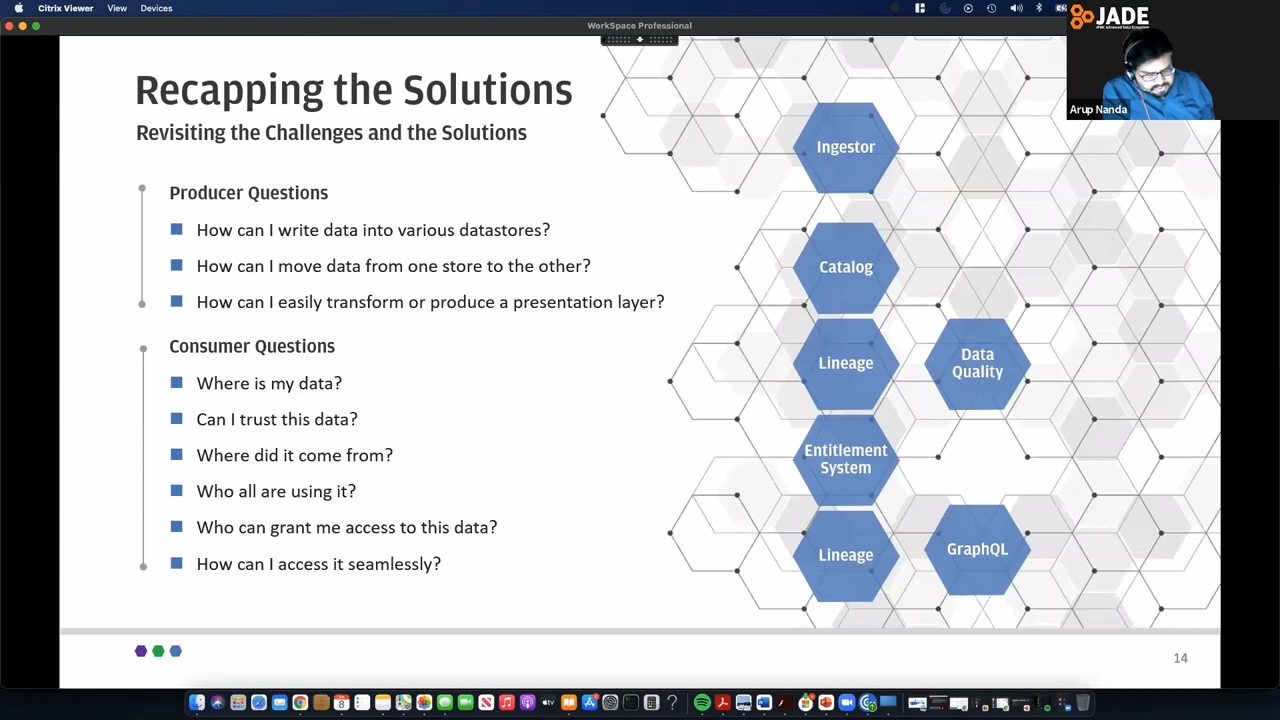 Citrix Viewer View Devices
WorkSpace Professional
JADE
Arup Nanda
Recapping the Solutions
Revisiting the Challenges and the Solutions
Producer Questions
How can I write data into various datastores?
How can I move data from one store to the other?
How can I easily transform or produce a presentation layer?
Consumer Questions
Where is my data?
Can I trust this data?
Where did it come from?
Who all are using it?
Who can grant me access to this data?
How can I access it seamlessly?
Ingestor
Catalog
Lineage
Data
Quality
Entitlement
System
Lineage
GraphQL
14
8
tv